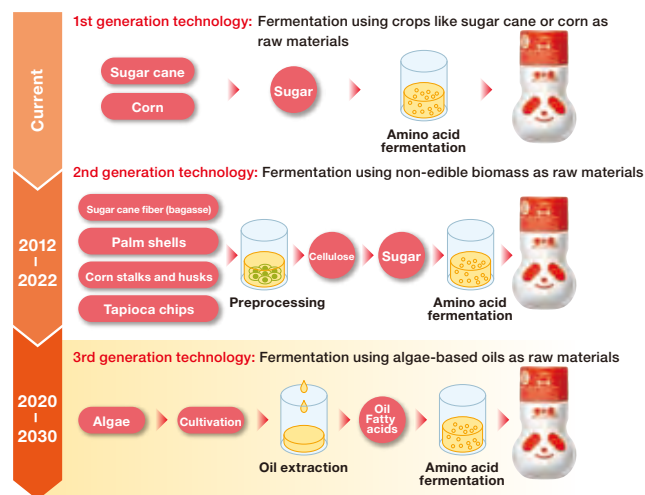 1st generation technology: Fermentation using crops like sugar cane or corn as
raw materials
Current
Sugar cane
Corn
Sugar
Amino acid
fermentation
2nd generation technology: Fermentation using non-edible biomass as raw materials
2012
-
2022
Sugar cane fiber (bagasse)
Palm shells
Corn stalks and husks
Tapioca chips
Preprocessing
Cellulose
Sugar
Amino acid
fermentation
3rd generation technology: Fermentation using algae-based oils as raw materials
2020
-
2030
Algae
Cultivation
Oil extraction
Oil
Fatty
acids
Amino acid
fermentation